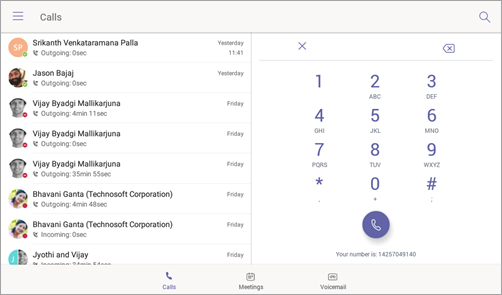 Calls
SP
Srikanth Venkataramana Palla
Yesterday
Outgoing: 0sec
11:41
Jason Bajaj
Yesterday
Outgoing: 0sec
Vijay Byadgi Mallikarjuna
Friday
Outgoing: 4min 11sec
Vijay Byadgi Mallikarjuna
Friday
Outgoing: 0sec
Vijay Byadgi Mallikarjuna
Friday
Outgoing: 35min 55sec
Bhavani Ganta (Technosoft Corporation)
Friday
Outgoing: 4min 48sec
Bhavani Ganta (Technosoft Corporation)
Friday
Incoming: 0sec
Jyothi and Vijay
Friday
1 2 3
ABC DEF
4 5 6
GHI JKL MNO
7 8 9
PQRS TUV WXYZ
* 0 #
, + ;
Your number is: 14257049140
Calls Meetings Voicemail